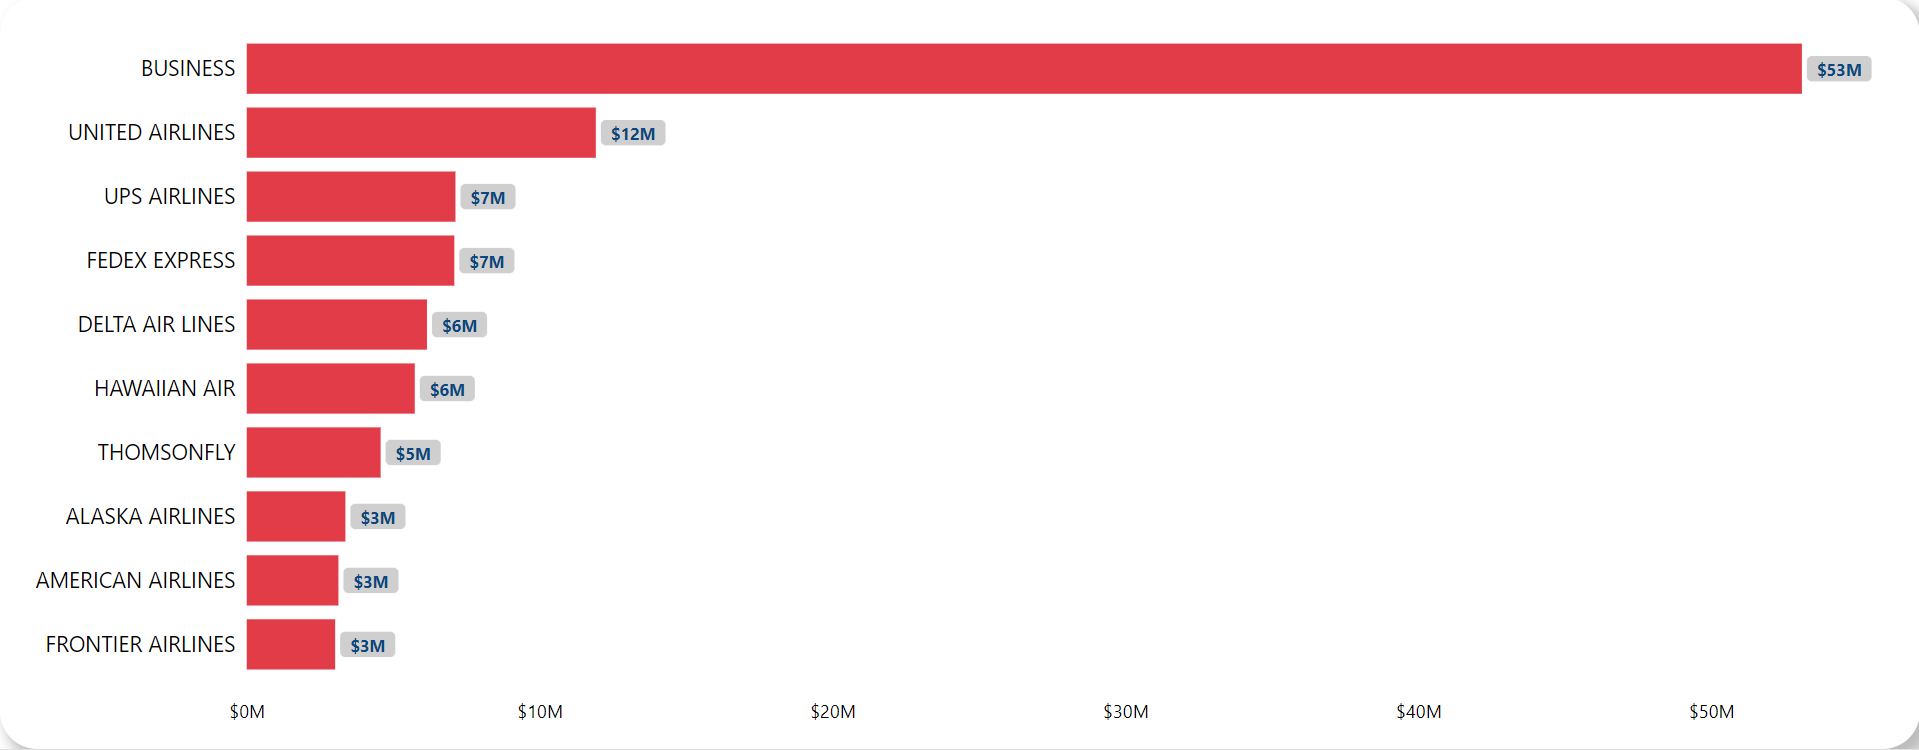 BUSINESS $53M
UNITED AIRLINES $12M
UPS AIRLINES $7M
FEDEX EXPRESS $7M
DELTA AIR LINES $6M
HAWAIIAN AIR $6M
THOMSONFLY $5M
ALASKA AIRLINES $3M
AMERICAN AIRLINES $3M
FRONTIER AIRLINES $3M
$0M $10M $20M $30M $40M $50M